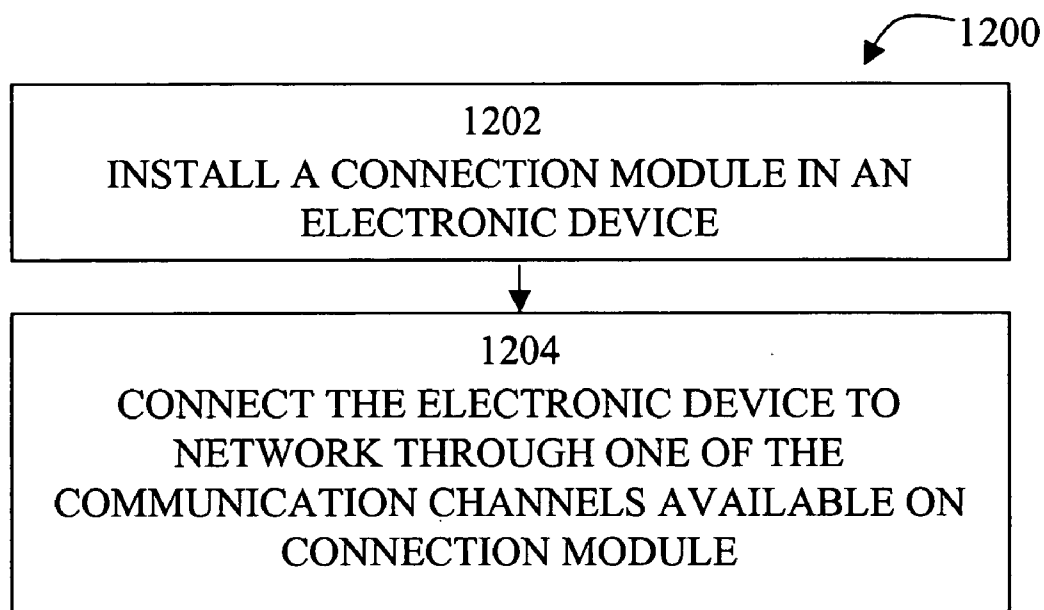 1200
1202
INSTALL A CONNECTION MODULE IN AN
ELECTRONIC DEVICE
1204
CONNECT THE ELECTRONIC DEVICE TO
NETWORK THROUGH ONE OF THE
COMMUNICATION CHANNELS AVAILABLE ON
CONNECTION MODULE